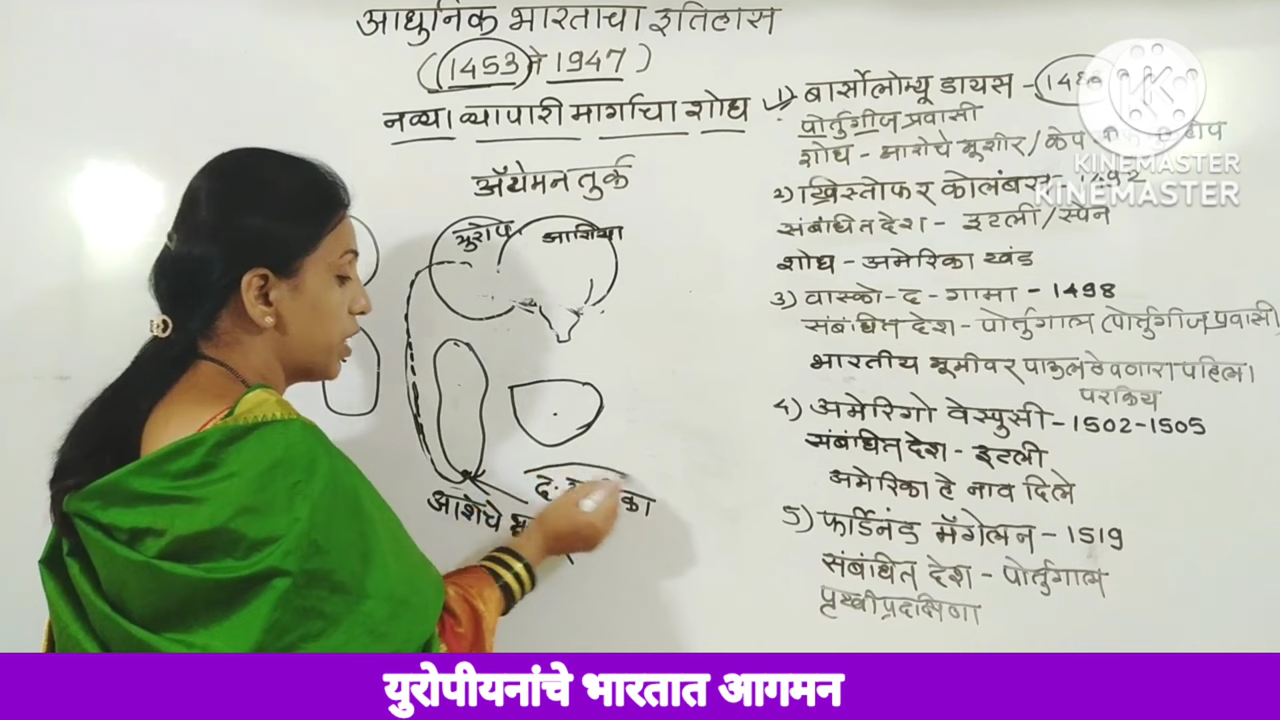 आधुनिक भारताचा इतिहास
(1453 ते 1947)
नव्या व्यापारी मार्गाचा शोध
अ‍ॅटोमन तुर्क
युरोप
आशिया
आशेचे
द.
1) बार्सोलोम्यू डायस -
पोर्तुगीज प्रवासी
शोध - आशेचे भूशीर / केप
2) ख्रिस्तोफर कोलंबस - 1492
संबंधित देश - इटली/स्पेन
शोध - अमेरिका खंड
3) वास्को-द-गामा - 1498
संबंधित देश - पोर्तुगाल (पोर्तुगीज प्रवासी)
भारतीय भूमीवर पाऊल ठेवणारा पहिला
परकिय
4) अमेरिगो वेस्पुसी - 1502-1505
संबंधित देश - इटली
अमेरिका हे नाव दिले
5) फर्डिनंड मॅगेलन - 1519
संबंधित देश - पोर्तुगाल
पृथ्वीप्रदक्षिणा
KINEMASTER
KINEMASTER
युरोपीयनांचे भारतात आगमन